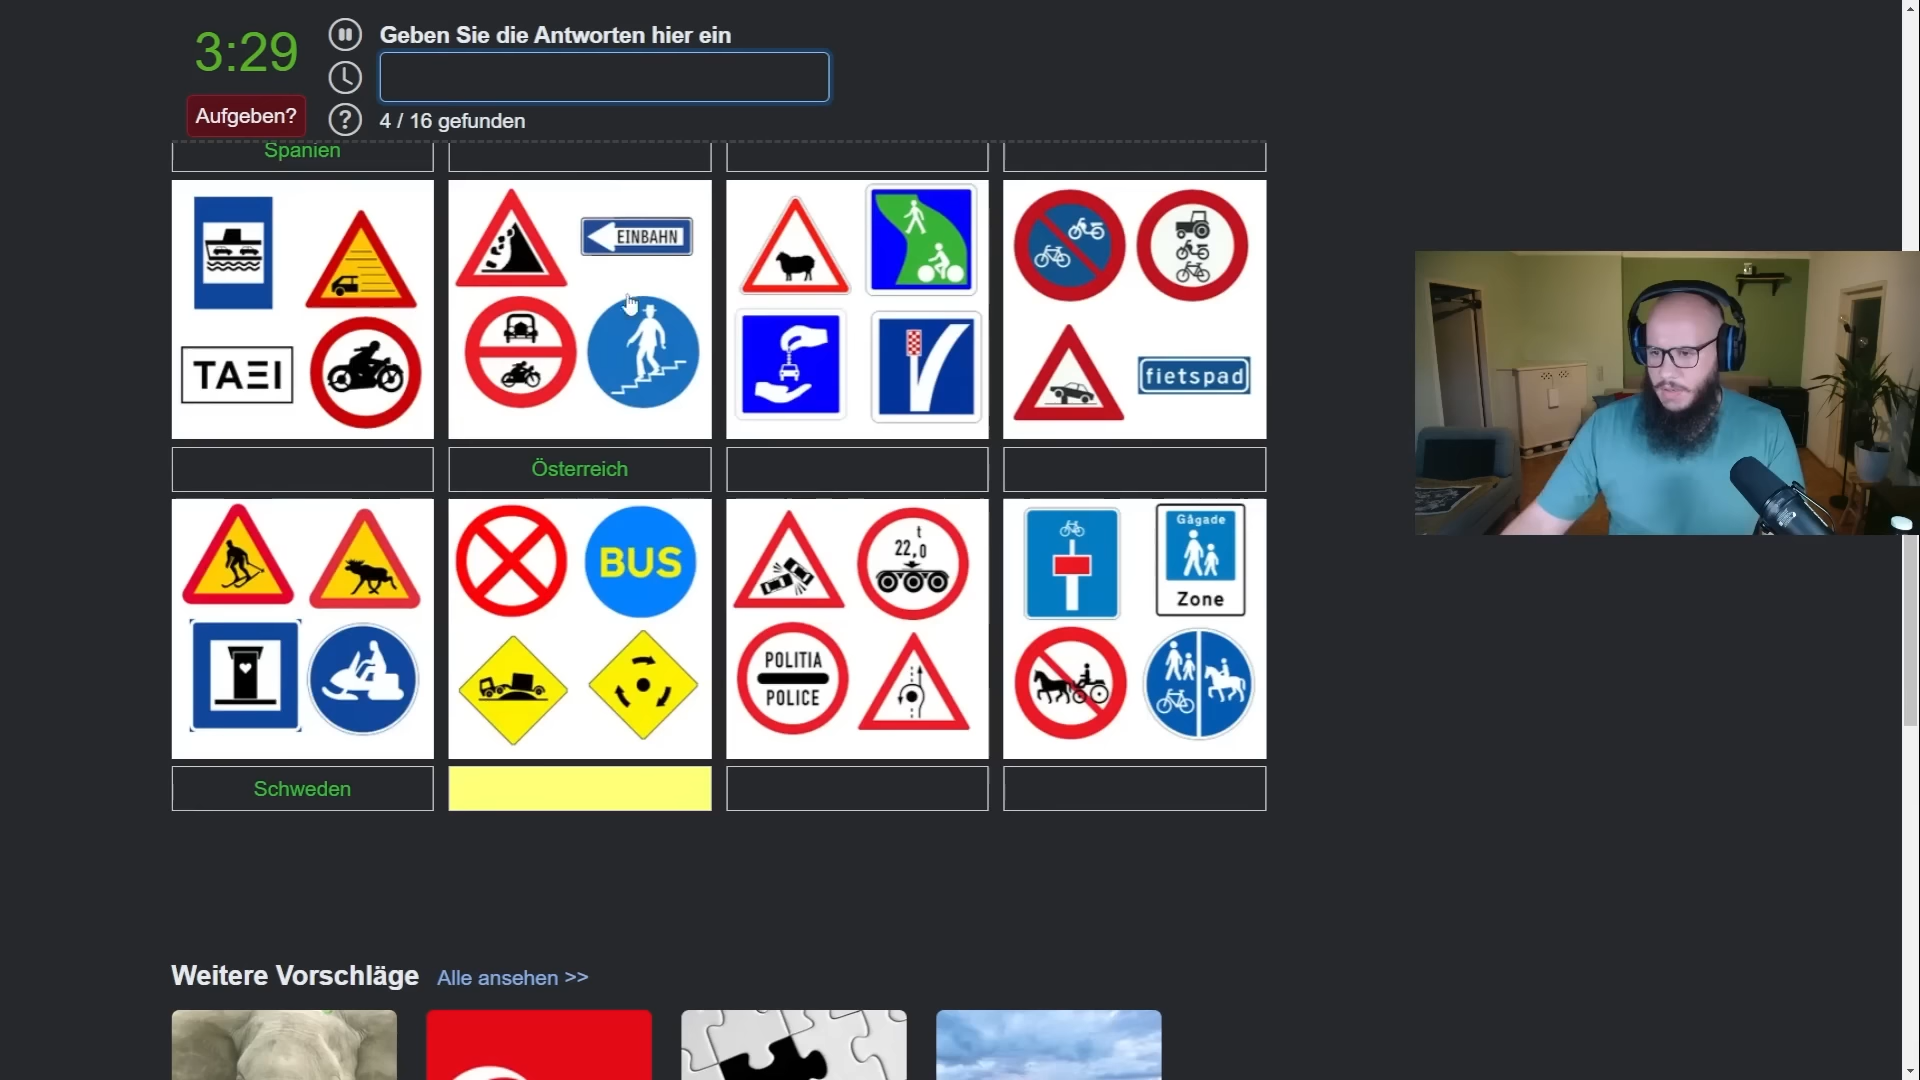 3:29
Geben Sie die Antworten hier ein
Aufgeben?
4 / 16 gefunden
Spanien
EINBAHN
TAΞI
fietspad
Österreich
BUS
t
22,0
POLITIA
POLICE
Gågade
Zone
Schweden
Weitere Vorschläge Alle ansehen >>